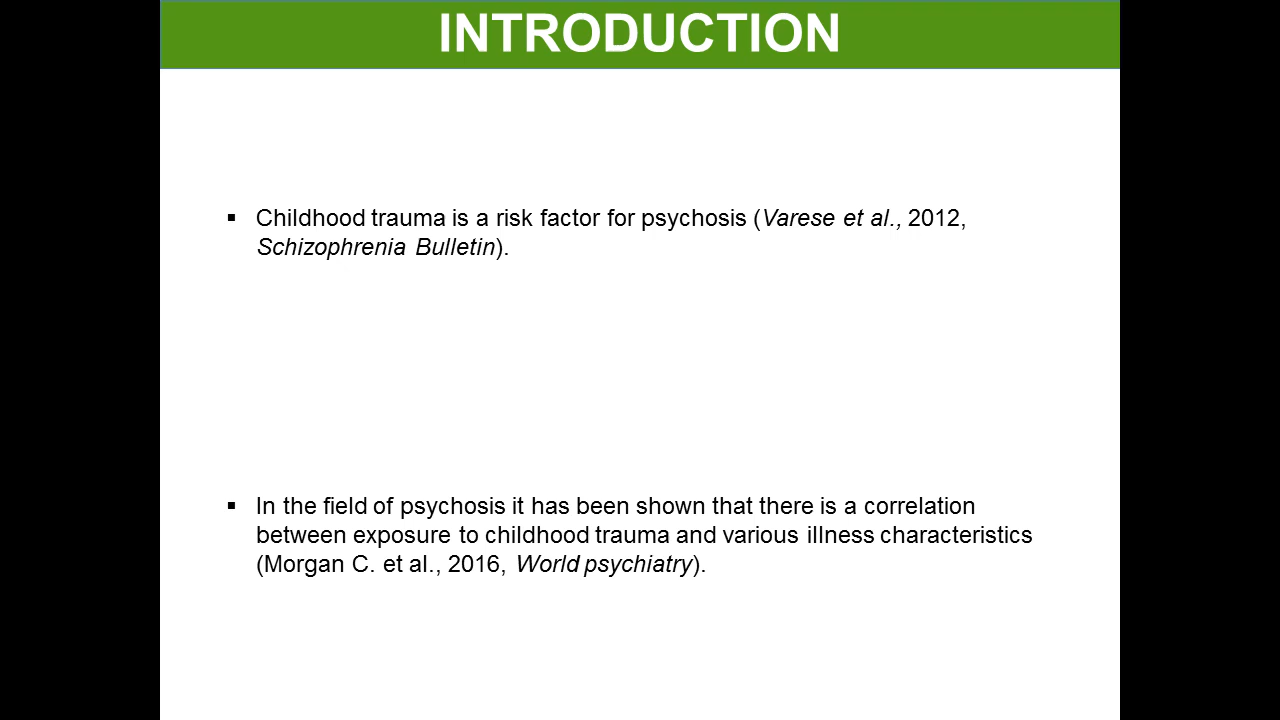 INTRODUCTION
▪ Childhood trauma is a risk factor for psychosis (Varese et al., 2012,
Schizophrenia Bulletin).
▪ In the field of psychosis it has been shown that there is a correlation
between exposure to childhood trauma and various illness characteristics
(Morgan C. et al., 2016, World psychiatry).